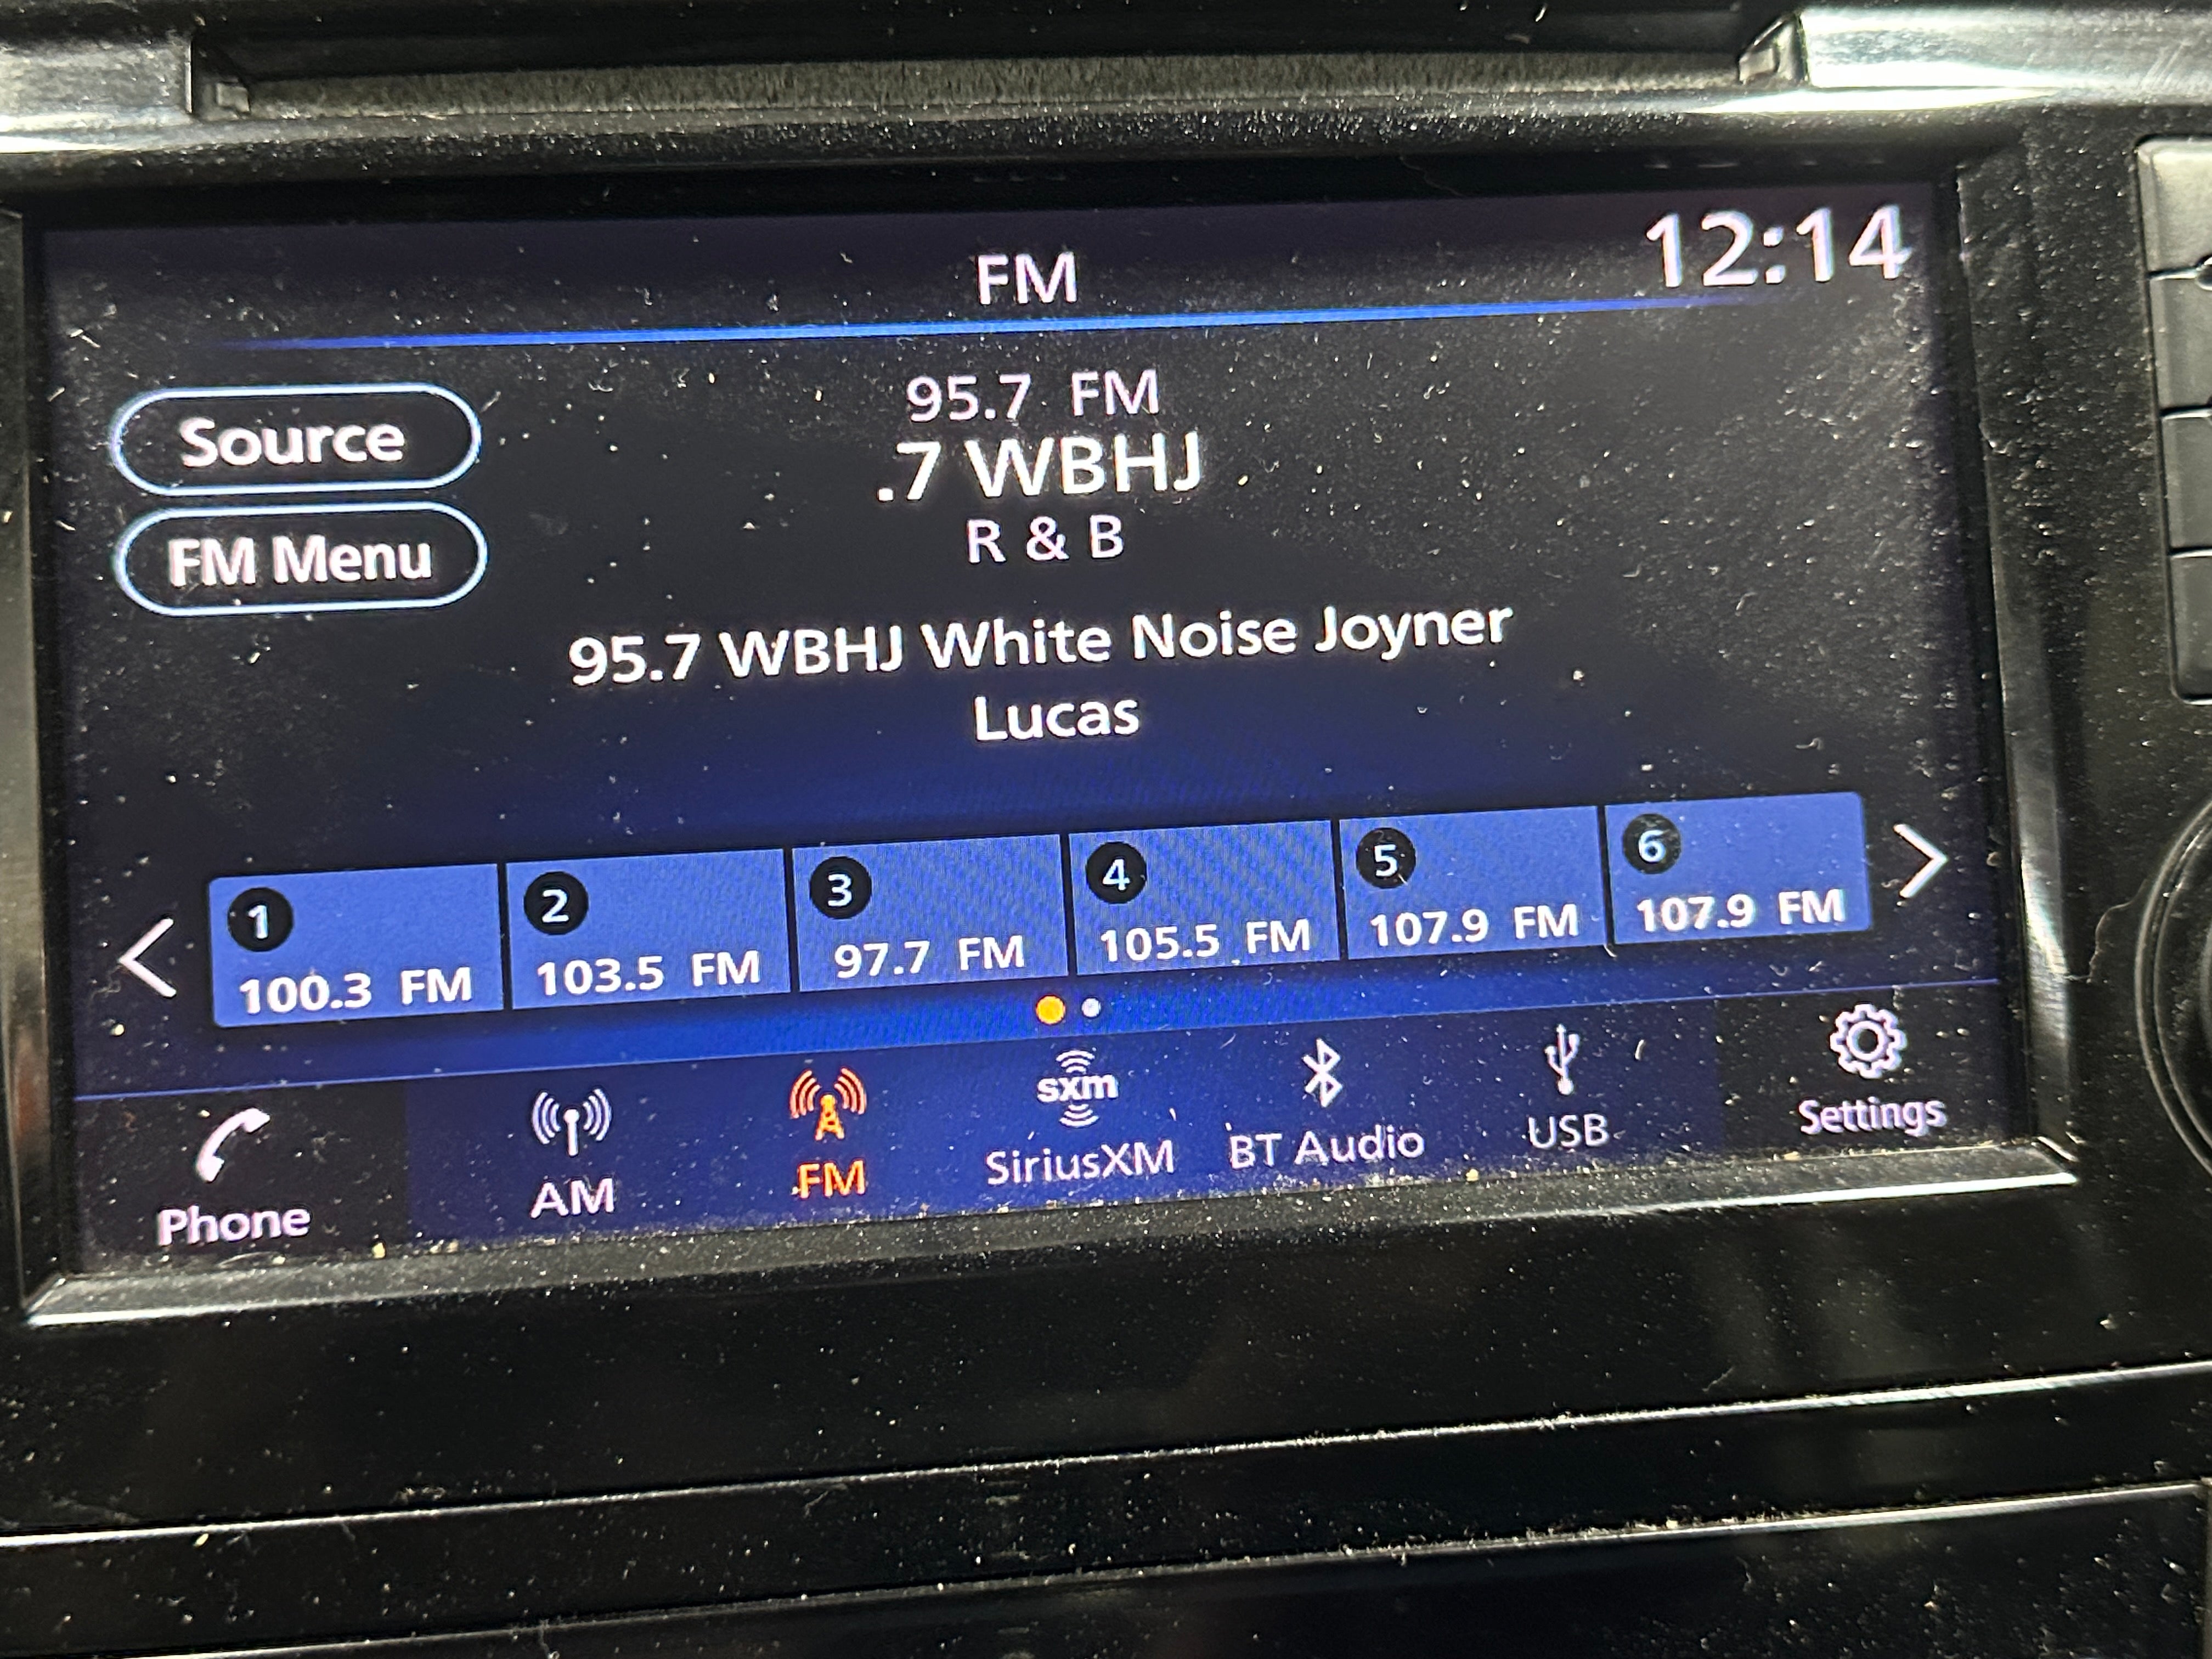 FM
12:14
Source
FM Menu
95.7 FM
.7 WBHJ
R & B
95.7 WBHJ White Noise Joyner
Lucas
1
100.3 FM
2
103.5 FM
3
97.7 FM
4
105.5 FM
5
107.9 FM
6
107.9 FM
Phone
AM
FM
sxm
SiriusXM
BT Audio
USB
Settings